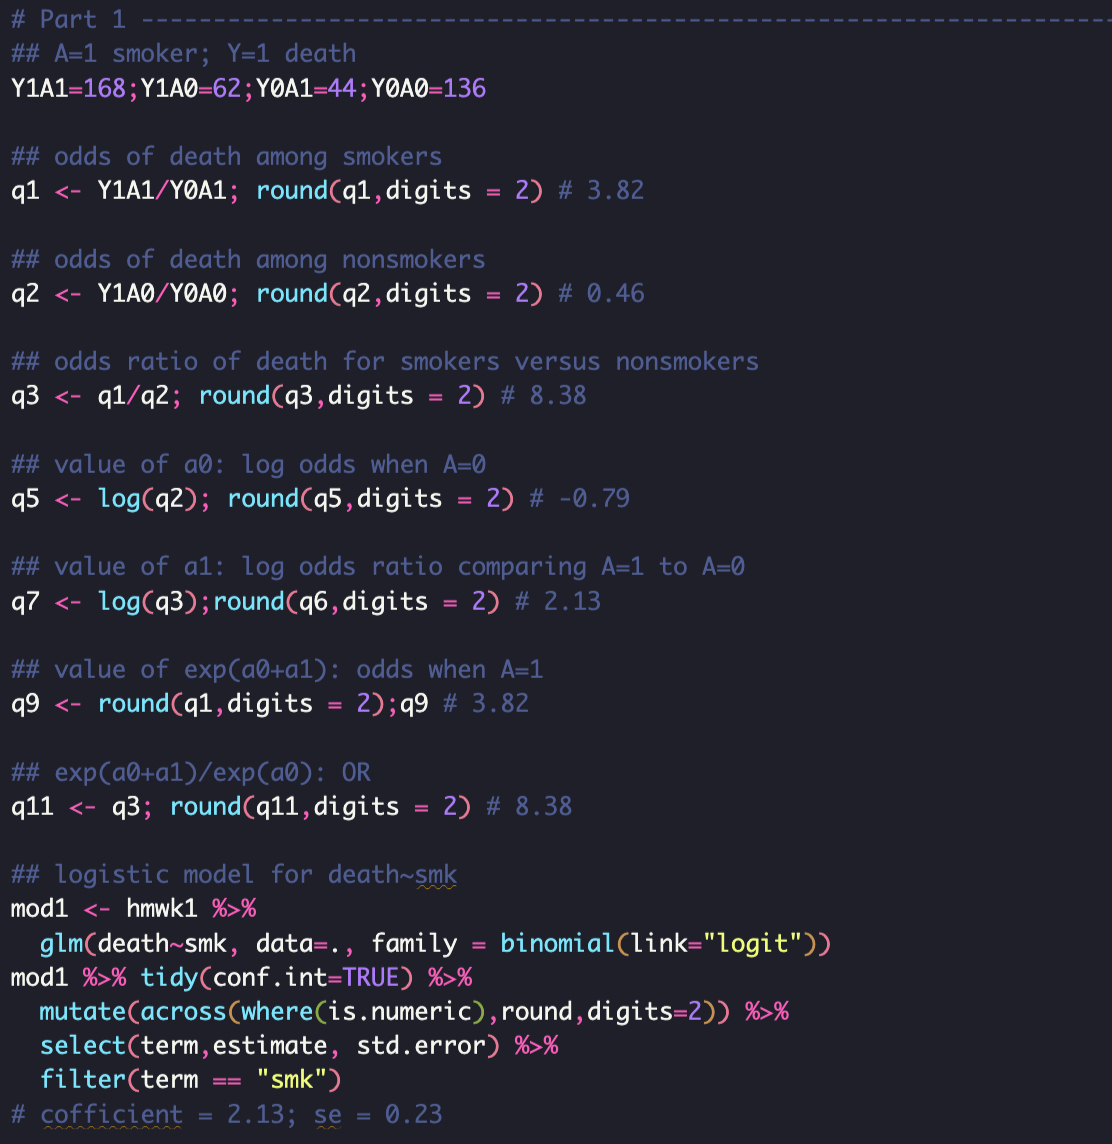 # Part 1 -------------------------------------------------------------------
## A=1 smoker; Y=1 death
Y1A1=168;Y1A0=62;Y0A1=44;Y0A0=136
## odds of death among smokers
q1 <- Y1A1/Y0A1; round(q1,digits = 2) # 3.82
## odds of death among nonsmokers
q2 <- Y1A0/Y0A0; round(q2,digits = 2) # 0.46
## odds ratio of death for smokers versus nonsmokers
q3 <- q1/q2; round(q3,digits = 2) # 8.38
## value of a0: log odds when A=0
q5 <- log(q2); round(q5,digits = 2) # -0.79
## value of a1: log odds ratio comparing A=1 to A=0
q7 <- log(q3);round(q6,digits = 2) # 2.13
## value of exp(a0+a1): odds when A=1
q9 <- round(q1,digits = 2);q9 # 3.82
## exp(a0+a1)/exp(a0): OR
q11 <- q3; round(q11,digits = 2) # 8.38
## logistic model for death~smk
mod1 <- hmwk1 %>%
  glm(death~smk, data=., family = binomial(link="logit"))
mod1 %>% tidy(conf.int=TRUE) %>%
  mutate(across(where(is.numeric),round,digits=2)) %>%
  select(term,estimate, std.error) %>%
  filter(term == "smk")
# cofficient = 2.13; se = 0.23